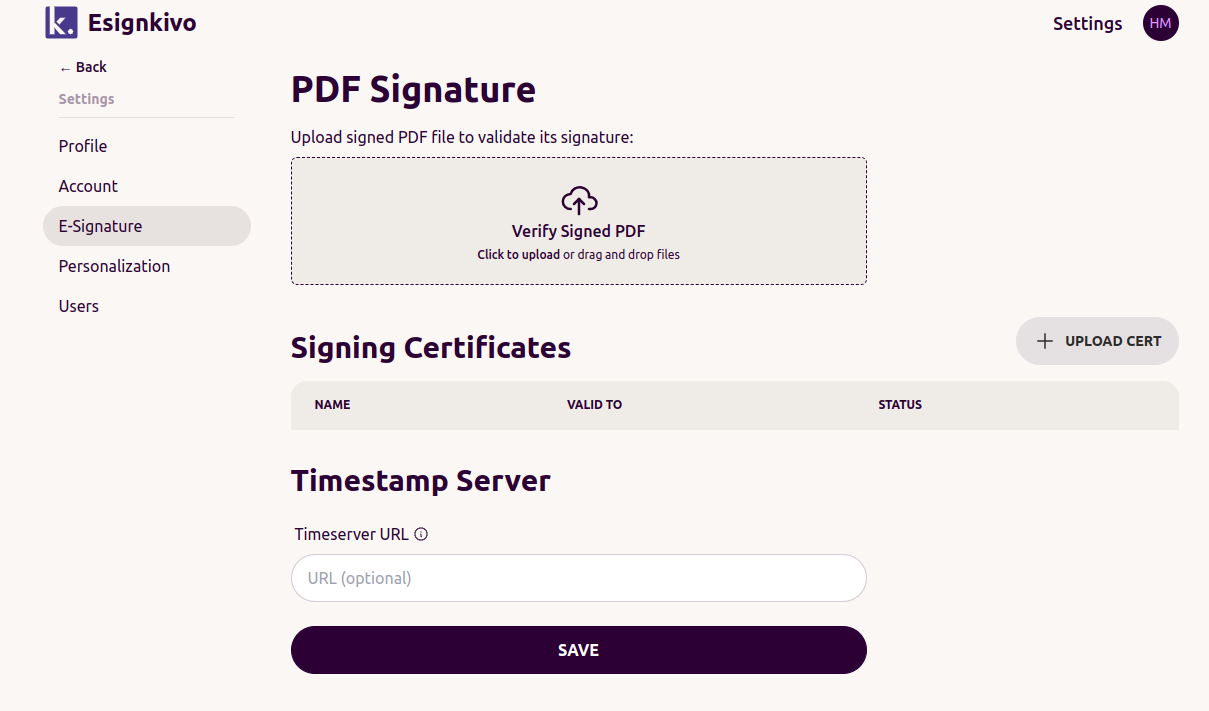 k. Esignkivo
Settings
HM
← Back
Settings
Profile
Account
E-Signature
Personalization
Users
PDF Signature
Upload signed PDF file to validate its signature:
Verify Signed PDF
Click to upload or drag and drop files
Signing Certificates
UPLOAD CERT
NAME VALID TO STATUS
Timestamp Server
Timeserver URL
URL (optional)
SAVE